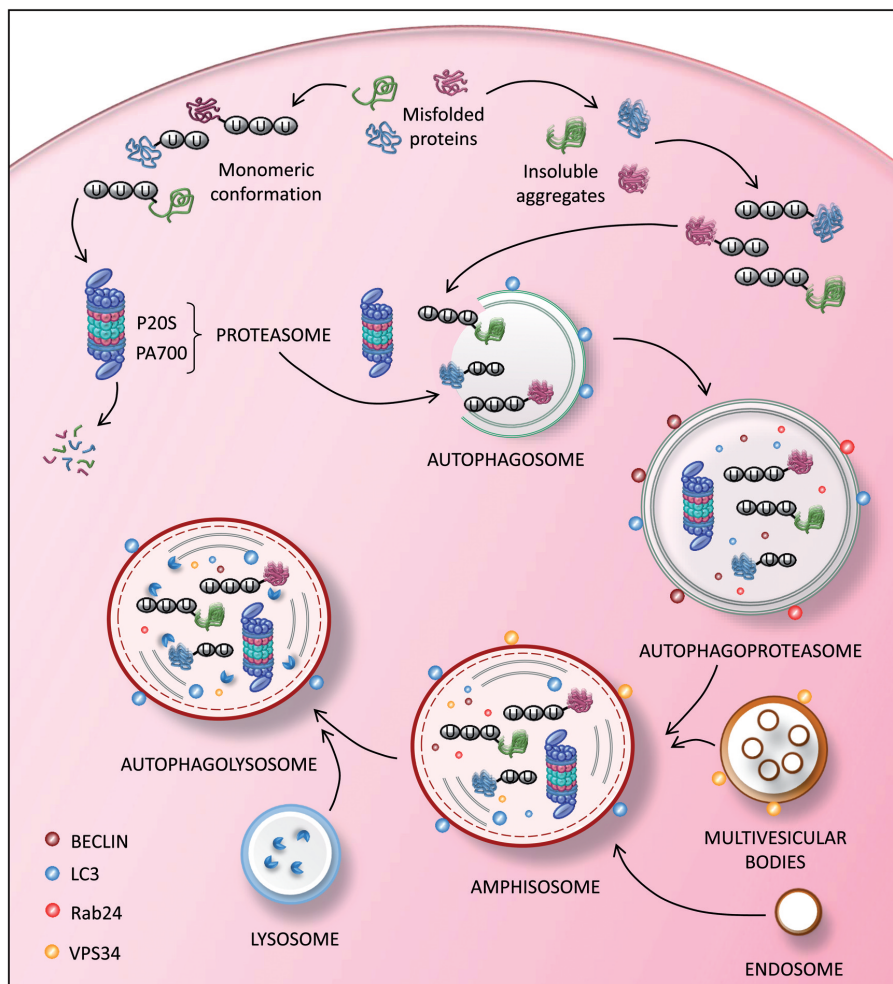 Misfolded
proteins
U U
U U U
Monomeric
conformation
U U U
Insoluble
aggregates
U U U
U U
U U U
P20S
PA700
PROTEASOME
U U U
U U
U U U
AUTOPHAGOSOME
U U U
U U U
U U
AUTOPHAGOPROTEASOME
U U U
U U U
U U
AUTOPHAGOLYSOSOME
U U U
U U U
U U
AMPHISOSOME
MULTIVESICULAR
BODIES
BECLIN
LC3
Rab24
VPS34
LYSOSOME
ENDOSOME